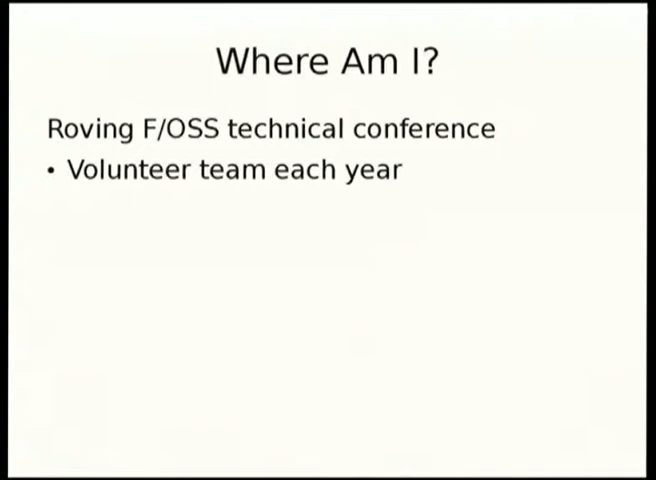 Where Am I?
Roving F/OSS technical conference
• Volunteer team each year